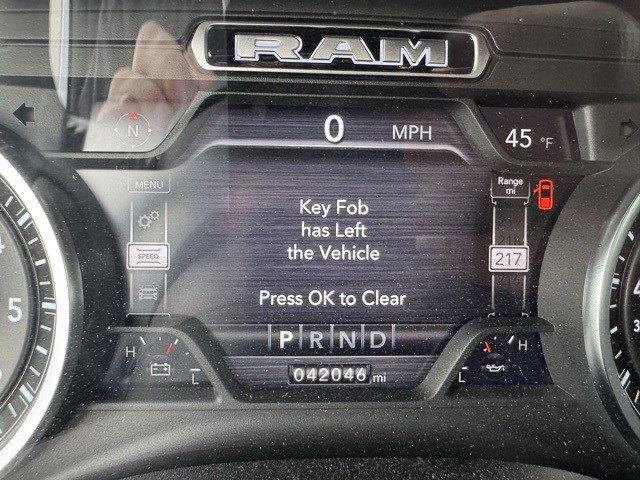 RAM
N
0 MPH
45 °F
MENU
Range
mi
Key Fob
has Left
the Vehicle
SPEED
217
Press OK to Clear
PRND
H
L
042046 mi
L
H
5